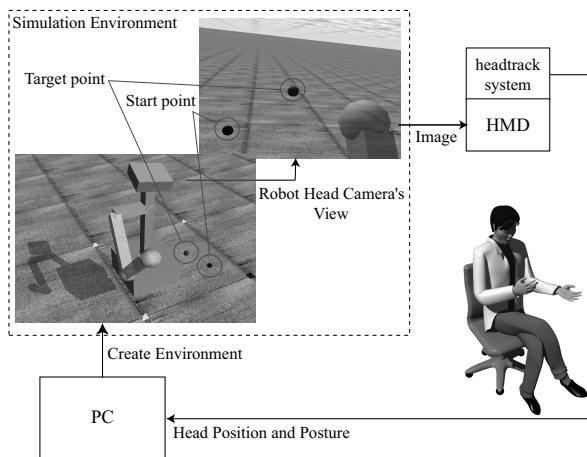 Simulation Environment
Target point
Start point
Robot Head Camera's
View
Image
headtrack
system
HMD
Create Environment
PC
Head Position and Posture